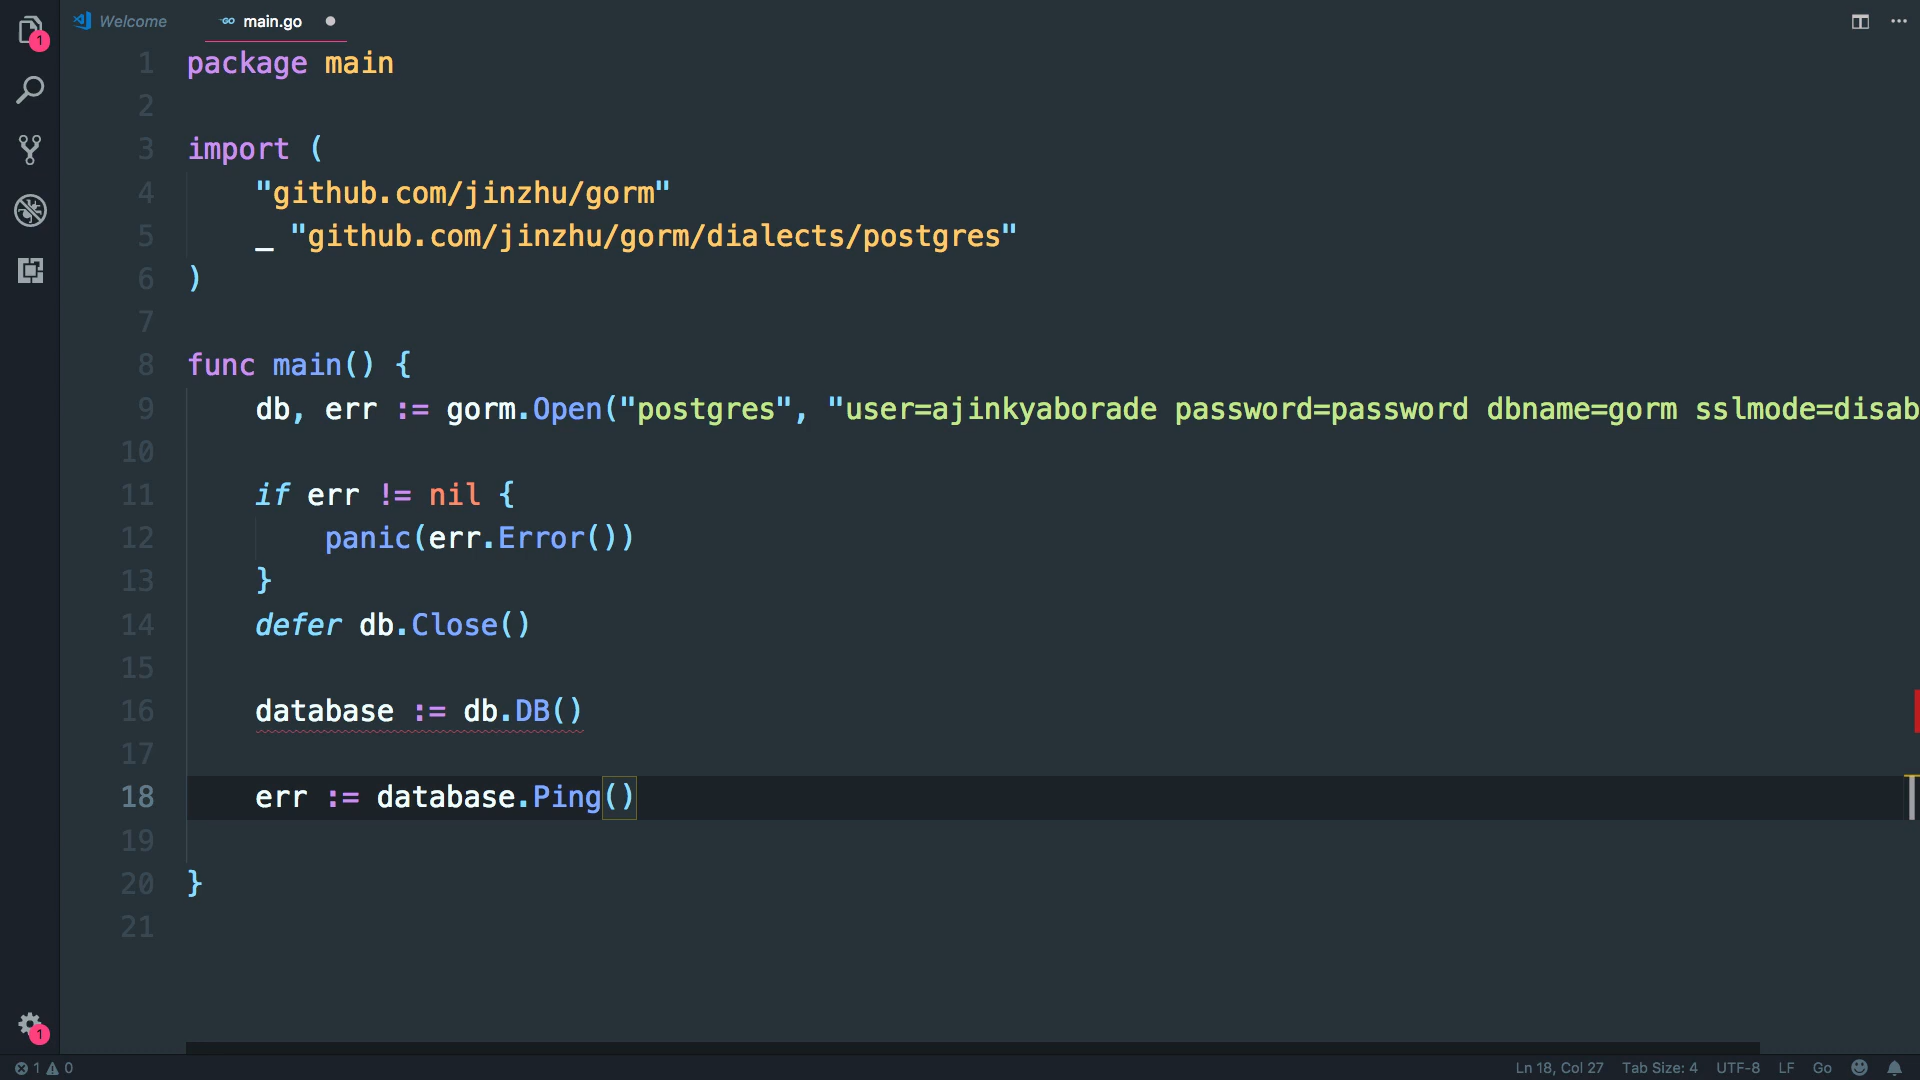 Welcome
main.go
1 package main
2
3 import (
4 "github.com/jinzhu/gorm"
5 _ "github.com/jinzhu/gorm/dialects/postgres"
6 )
7
8 func main() {
9 db, err := gorm.Open("postgres", "user=ajinkyaborade password=password dbname=gorm sslmode=disab
10
11 if err != nil {
12 panic(err.Error())
13 }
14 defer db.Close()
15
16 database := db.DB()
17
18 err := database.Ping()
19
20 }
21
1
1
1 0
Ln 18, Col 27 Tab Size: 4 UTF-8 LF Go